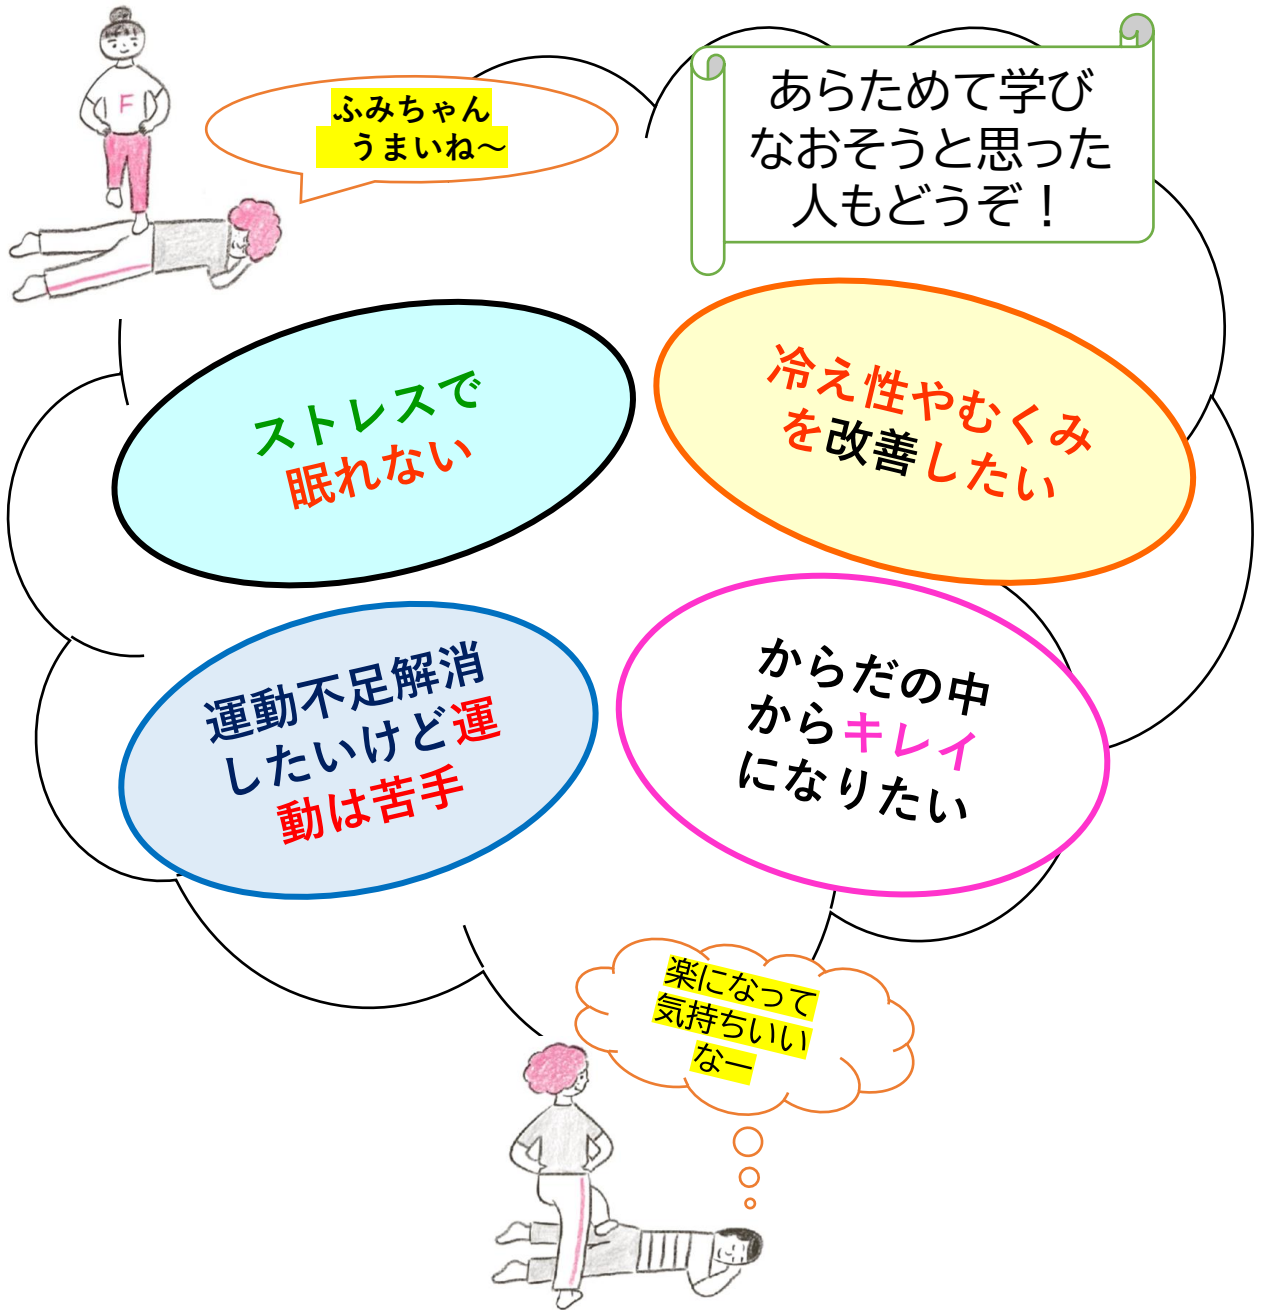 F
ふみちゃん
うまいね～
あらためて学び
なおそうと思った
人もどうぞ！
ストレスで
眠れない
冷え性やむくみ
を改善したい
運動不足解消
したいけど運
動は苦手
からだの中
からキレイ
になりたい
楽になって
気持ちいい
なー